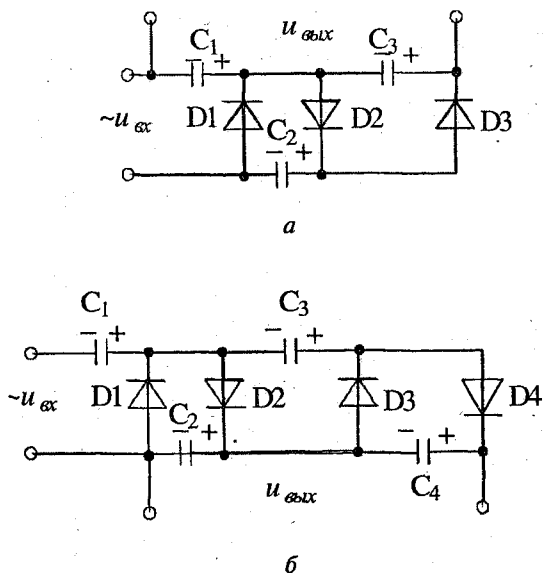 C₁ u вых C₃
− + − +
~u вх D1 D2 D3
C₂
− +
а
C₁ C₃
− + − +
~u вх D1 C₂ D2 D3 D4
− + − +
u вых C₄
б